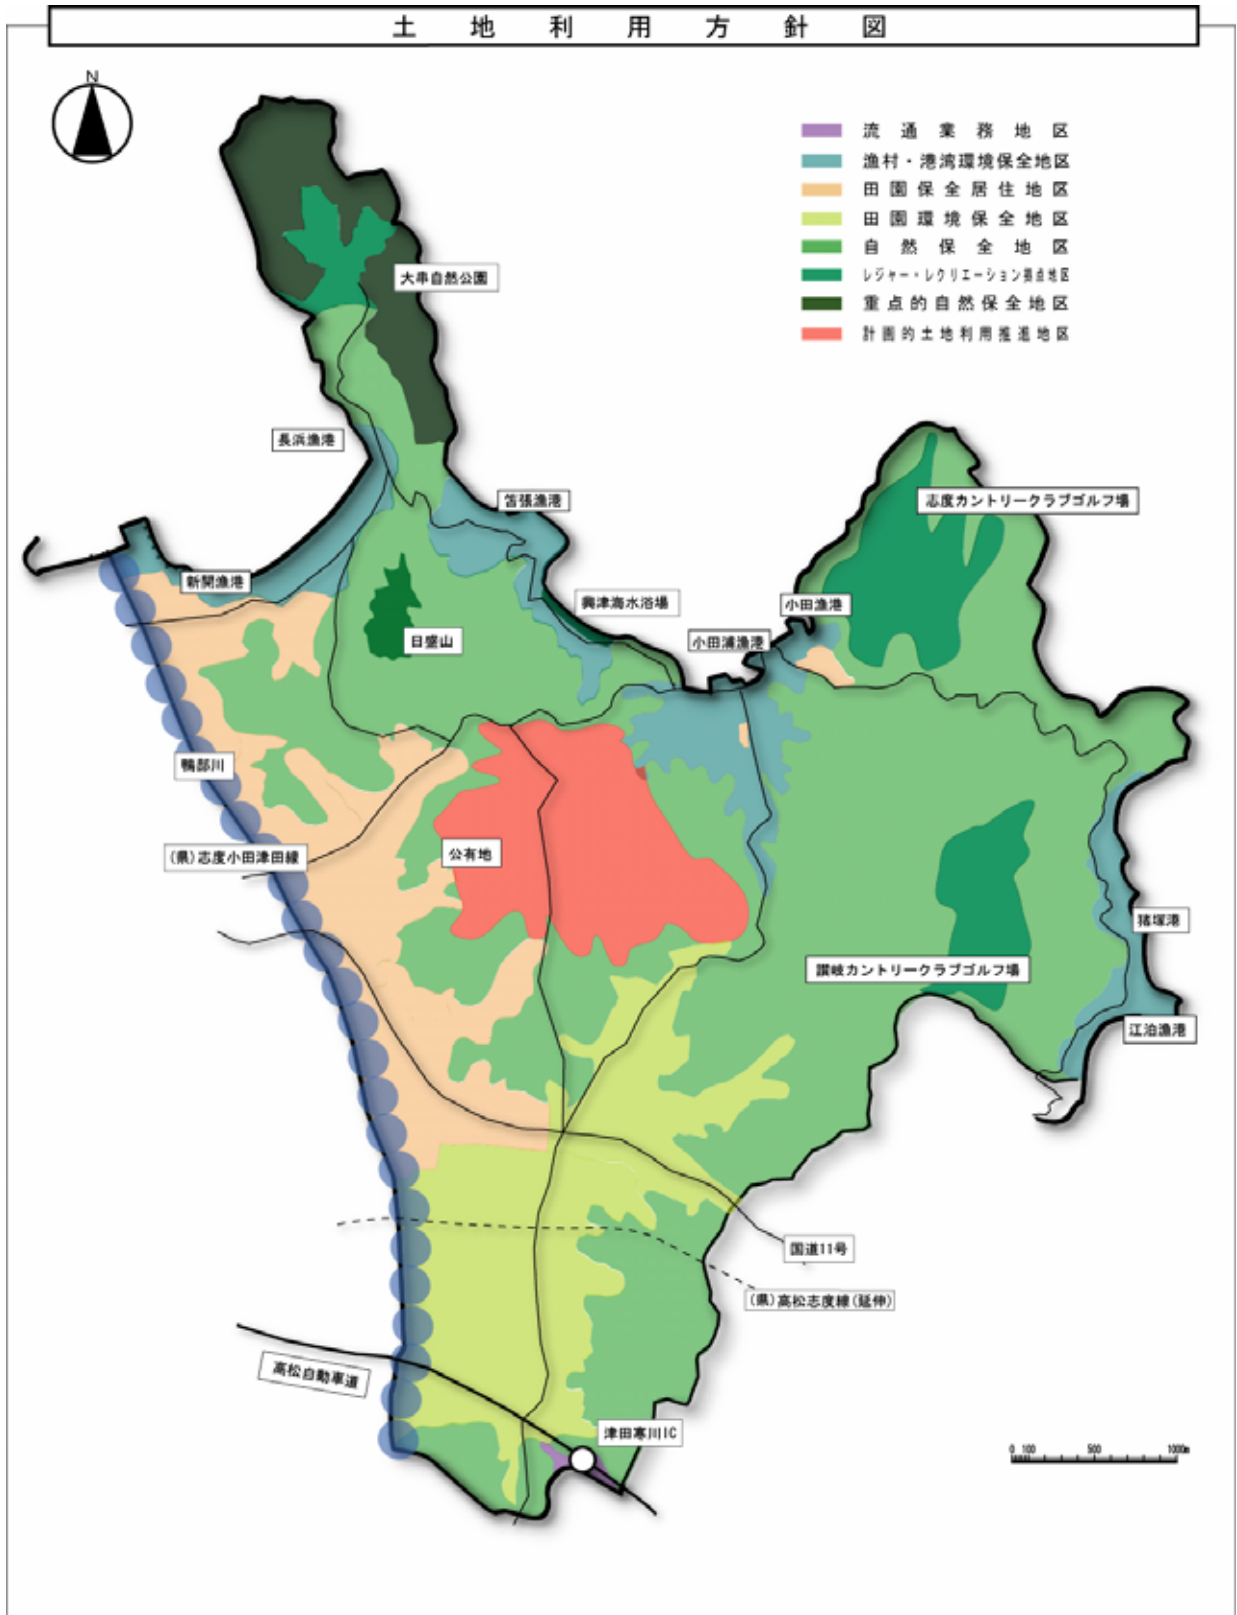 土地利用方針図
N
流通業務地区
漁村・港湾環境保全地区
田園保全居住地区
田園環境保全地区
自然保全地区
レジャー・レクリエーション拠点地区
重点的自然保全地区
計画的土地利用推進地区
大串自然公園
長浜漁港
苫張漁港
志度カントリークラブゴルフ場
新開漁港
興津海水浴場
小田漁港
日盛山
小田浦漁港
鴨部川
(県)志度小田津田線
公有地
猪塚港
讃岐カントリークラブゴルフ場
江泊漁港
国道11号
(県)高松志度線(延伸)
高松自動車道
津田寒川IC
0 100 500 1000m